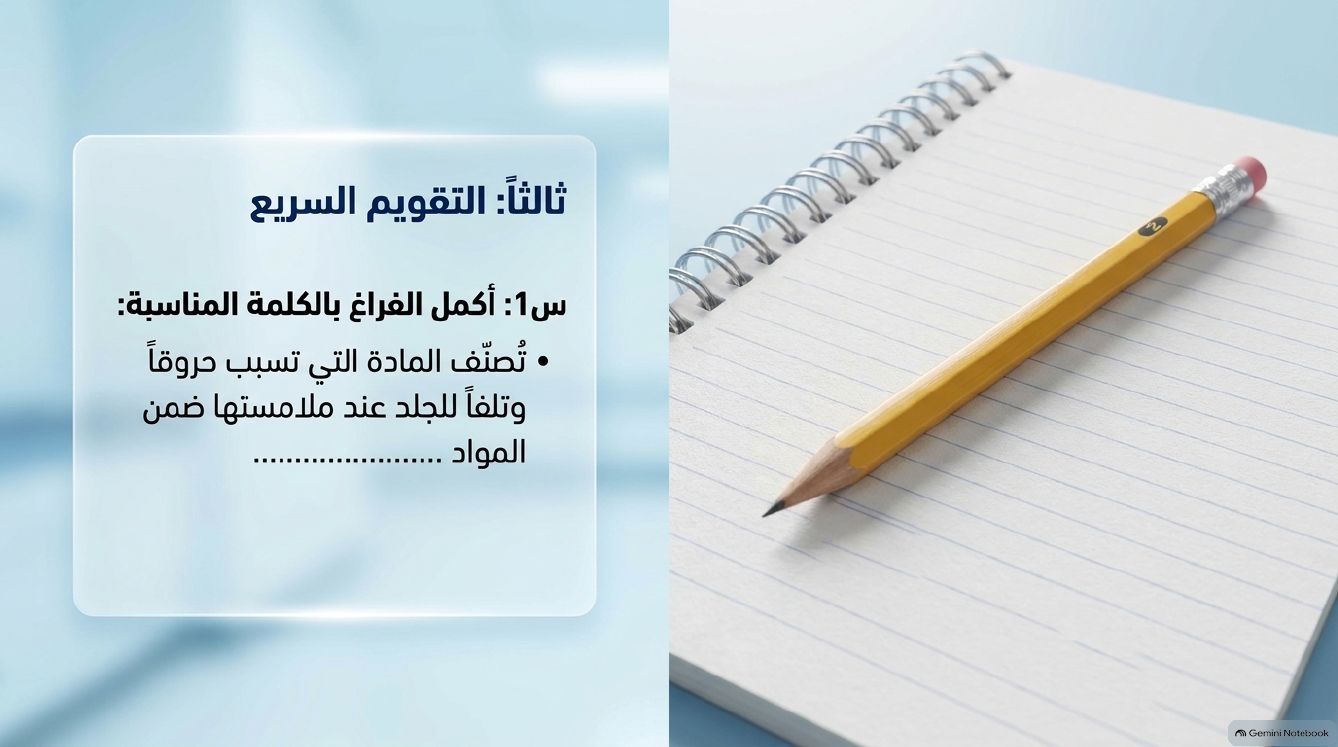 ثالثاً: التقويم السريع
س1: أكمل الفراغ بالكلمة المناسبة:
• تُصنّف المادة التي تسبب حروقاً
وتلفاً للجلد عند ملامستها ضمن
المواد .......................
2
Gemini Notebook